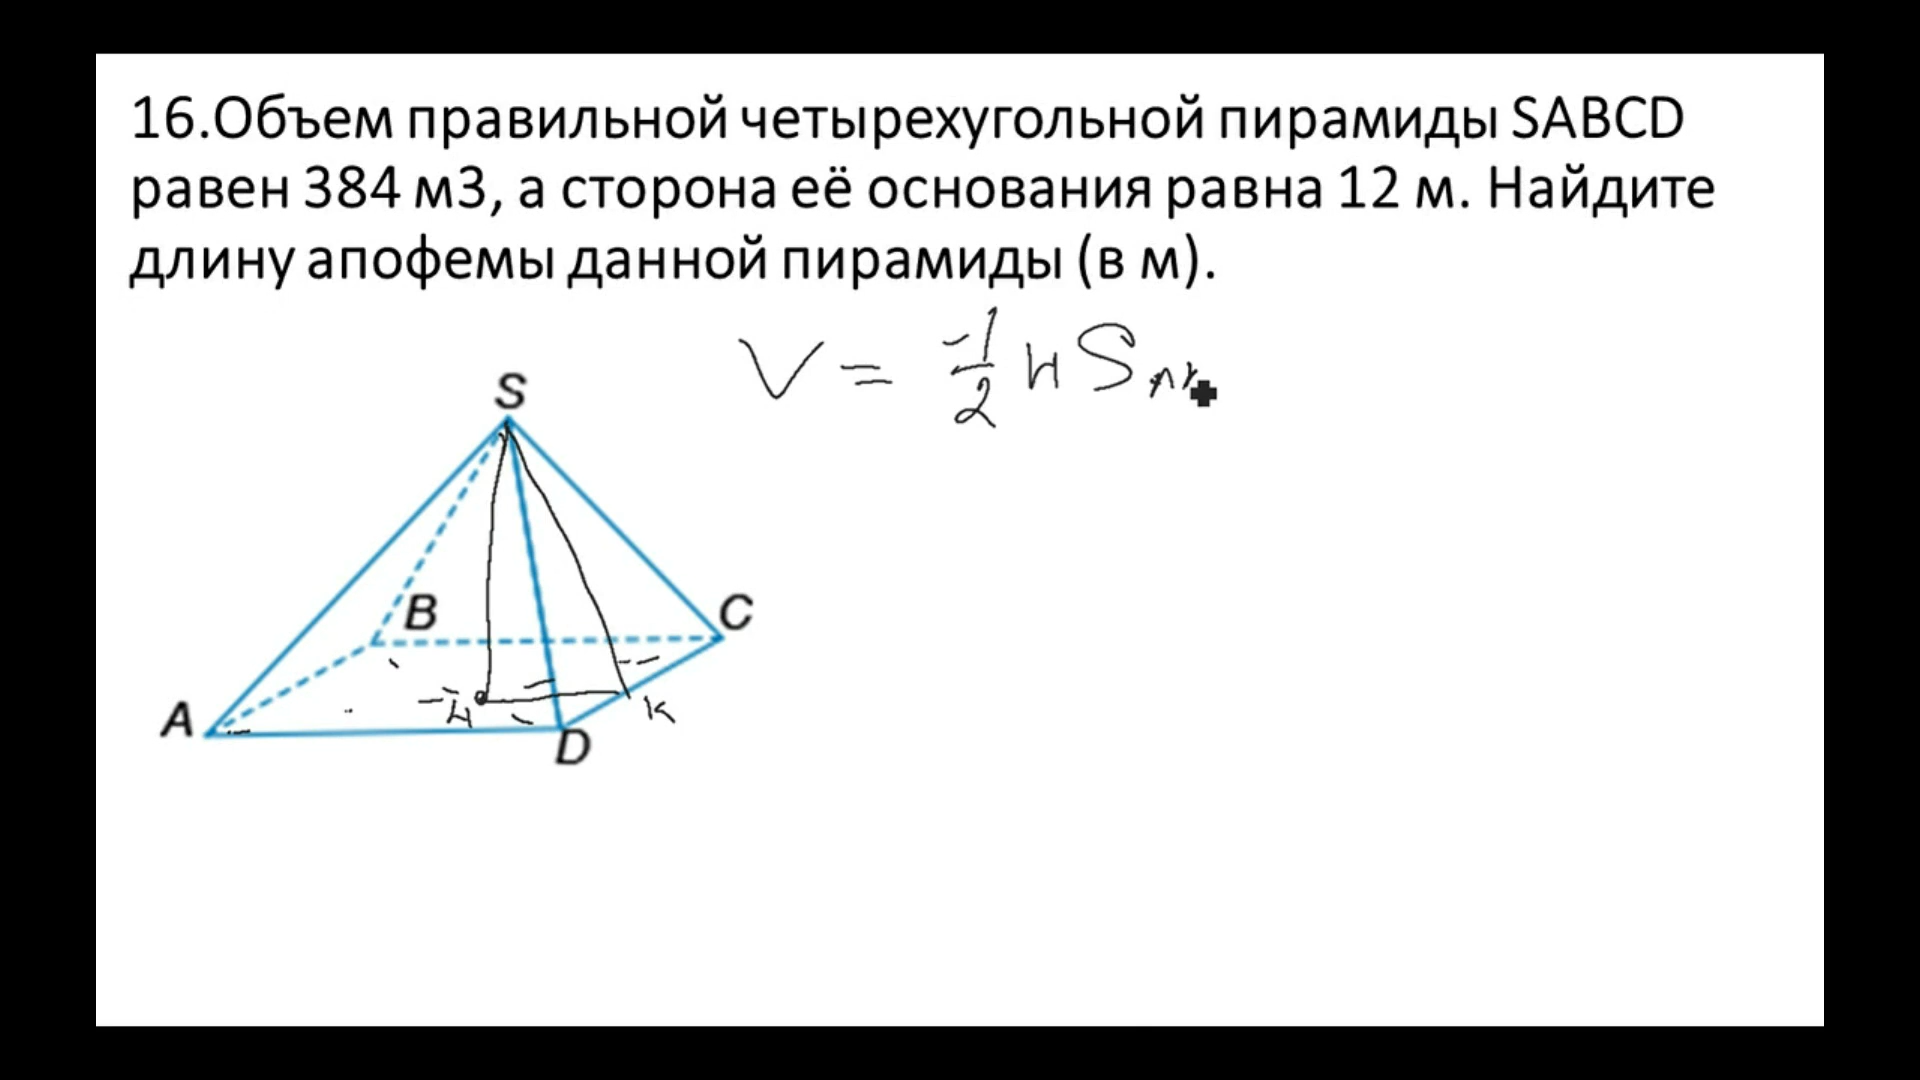 16.Объем правильной четырехугольной пирамиды SABCD
равен 384 м3, а сторона её основания равна 12 м. Найдите
длину апофемы данной пирамиды (в м).
V = 1/2 H S
S
B
C
A
H
K
D